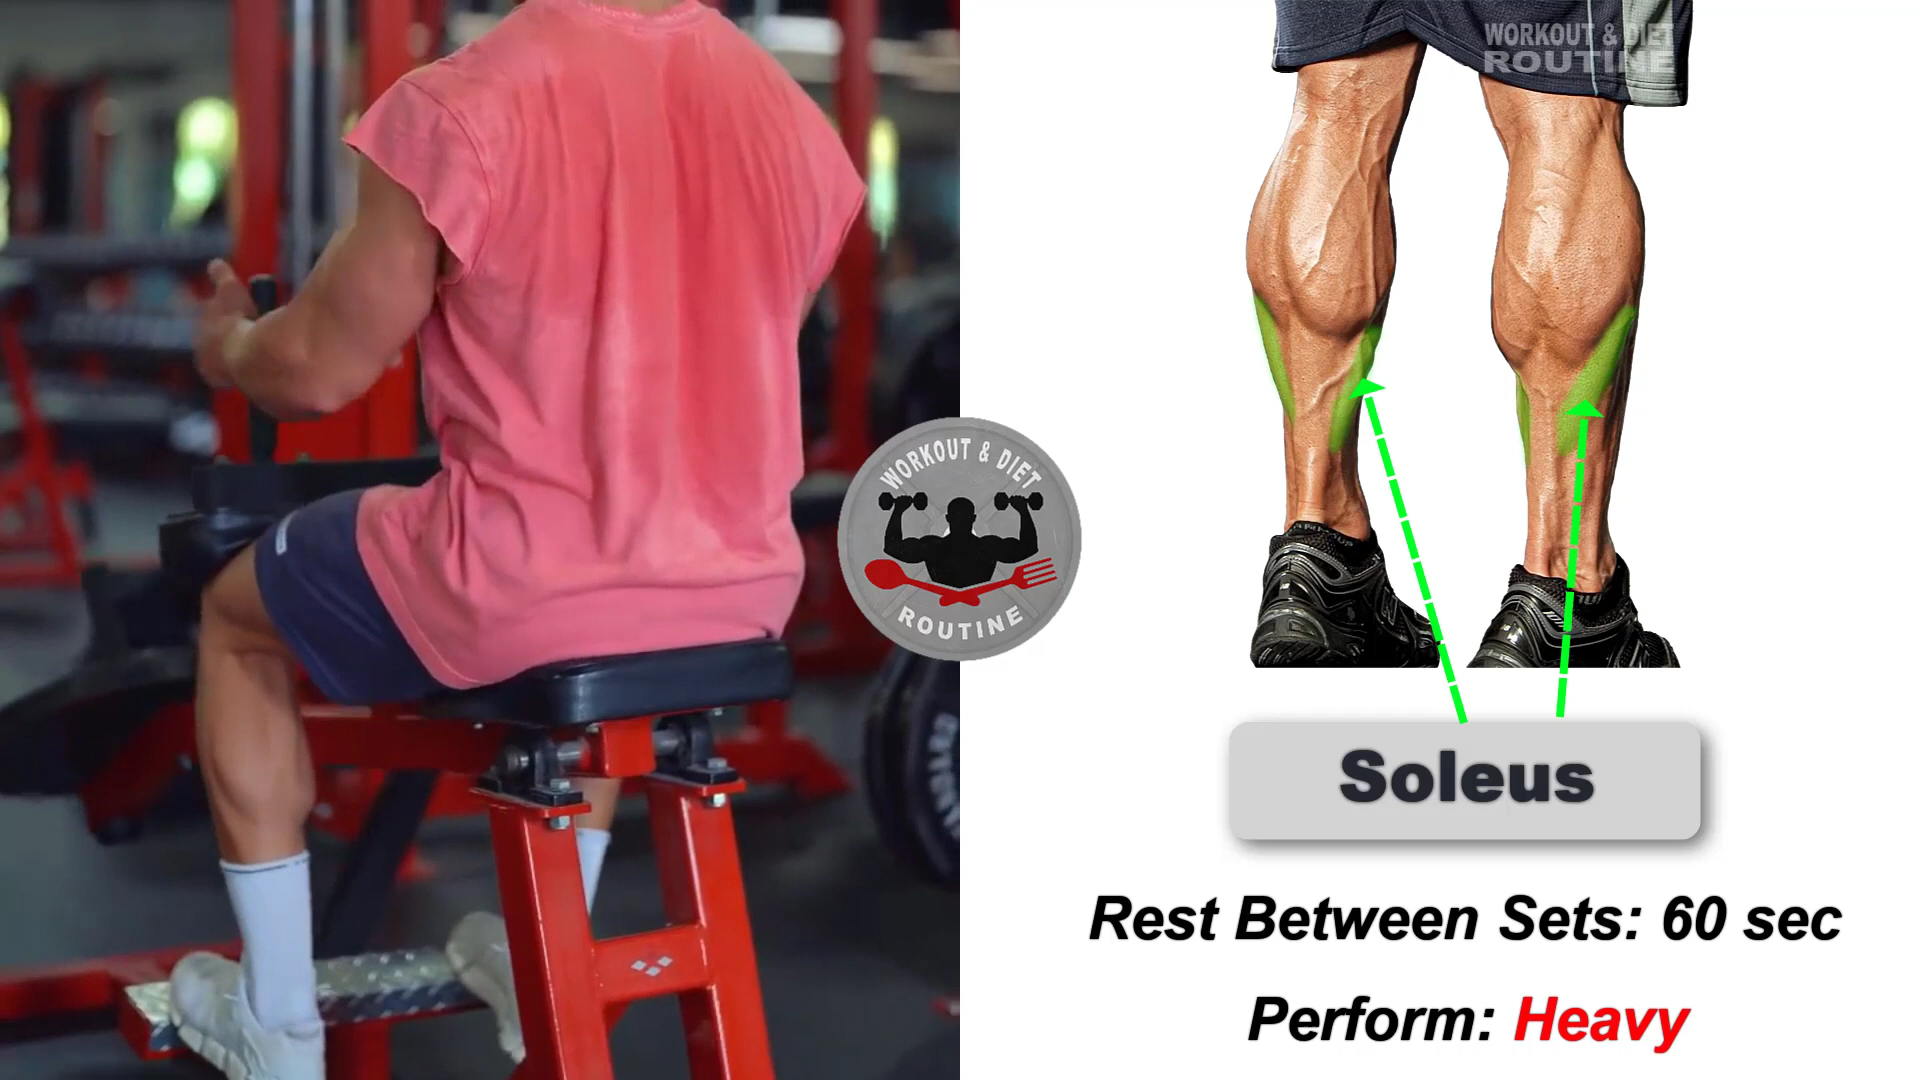 WORKOUT & DIET
ROUTINE
WORKOUT & DIET
ROUTINE
Soleus
Rest Between Sets: 60 sec
Perform: Heavy